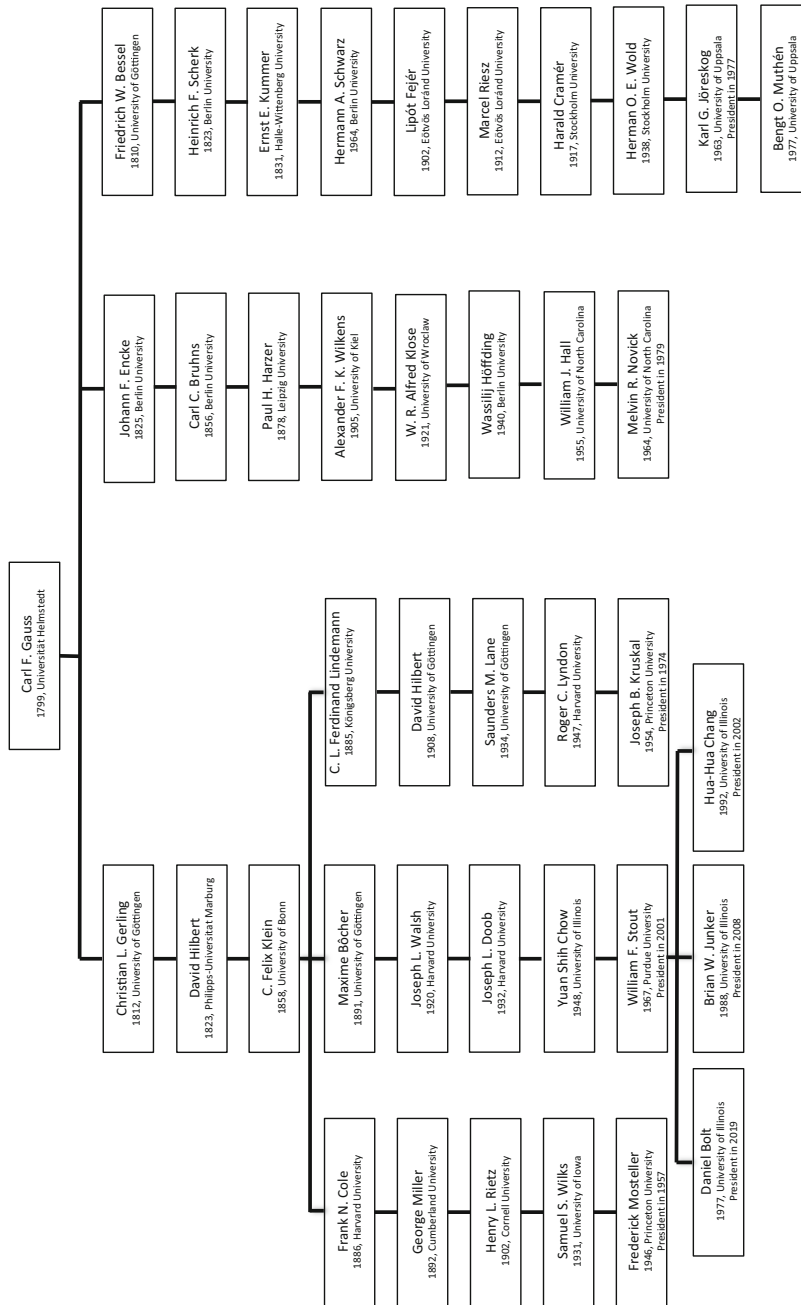 Carl F. Gauss
1799, Universität Helmstedt
Christian L. Gerling
1812, University of Göttingen
David Hilbert
1823, Philipps-Universitat Marburg
C. Felix Klein
1858, University of Bonn
Frank N. Cole
1886, Harvard University
George Miller
1892, Cumberland University
Henry L. Rietz
1902, Cornell University
Samuel S. Wilks
1931, University of Iowa
Frederick Mosteller
1946, Princeton University
President in 1957
Maxime Bôcher
1891, University of Göttingen
Joseph L. Walsh
1920, Harvard University
Joseph L. Doob
1932, Harvard University
Yuan Shih Chow
1948, University of Illinois
William F. Stout
1967, Purdue University
President in 2001
Daniel Bolt
1977, University of Illinois
President in 2019
Brian W. Junker
1988, University of Illinois
President in 2008
Hua-Hua Chang
1992, University of Illinois
President in 2002
C. L. Ferdinand Lindemann
1885, Königsberg University
David Hilbert
1908, University of Göttingen
Saunders M. Lane
1934, University of Göttingen
Roger C. Lyndon
1947, Harvard University
Joseph B. Kruskal
1954, Princeton University
President in 1974
Johann F. Encke
1825, Berlin University
Carl C. Bruhns
1856, Berlin University
Paul H. Harzer
1878, Leipzig University
Alexander F. K. Wilkens
1905, University of Kiel
W. R. Alfred Klose
1921, University of Wroclaw
Wassilij Höffding
1940, Berlin University
William J. Hall
1955, University of North Carolina
Melvin R. Novick
1964, University of North Carolina
President in 1979
Friedrich W. Bessel
1810, University of Göttingen
Heinrich F. Scherk
1823, Berlin University
Ernst E. Kummer
1831, Halle-Wittenberg University
Hermann A. Schwarz
1964, Berlin University
Lipót Fejér
1902, Eötvös Loránd University
Marcel Riesz
1912, Eötvös Loránd University
Harald Cramér
1917, Stockholm University
Herman O. E. Wold
1938, Stockholm University
Karl G. Jöreskog
1963, University of Uppsala
President in 1977
Bengt O. Muthén
1977, University of Uppsala